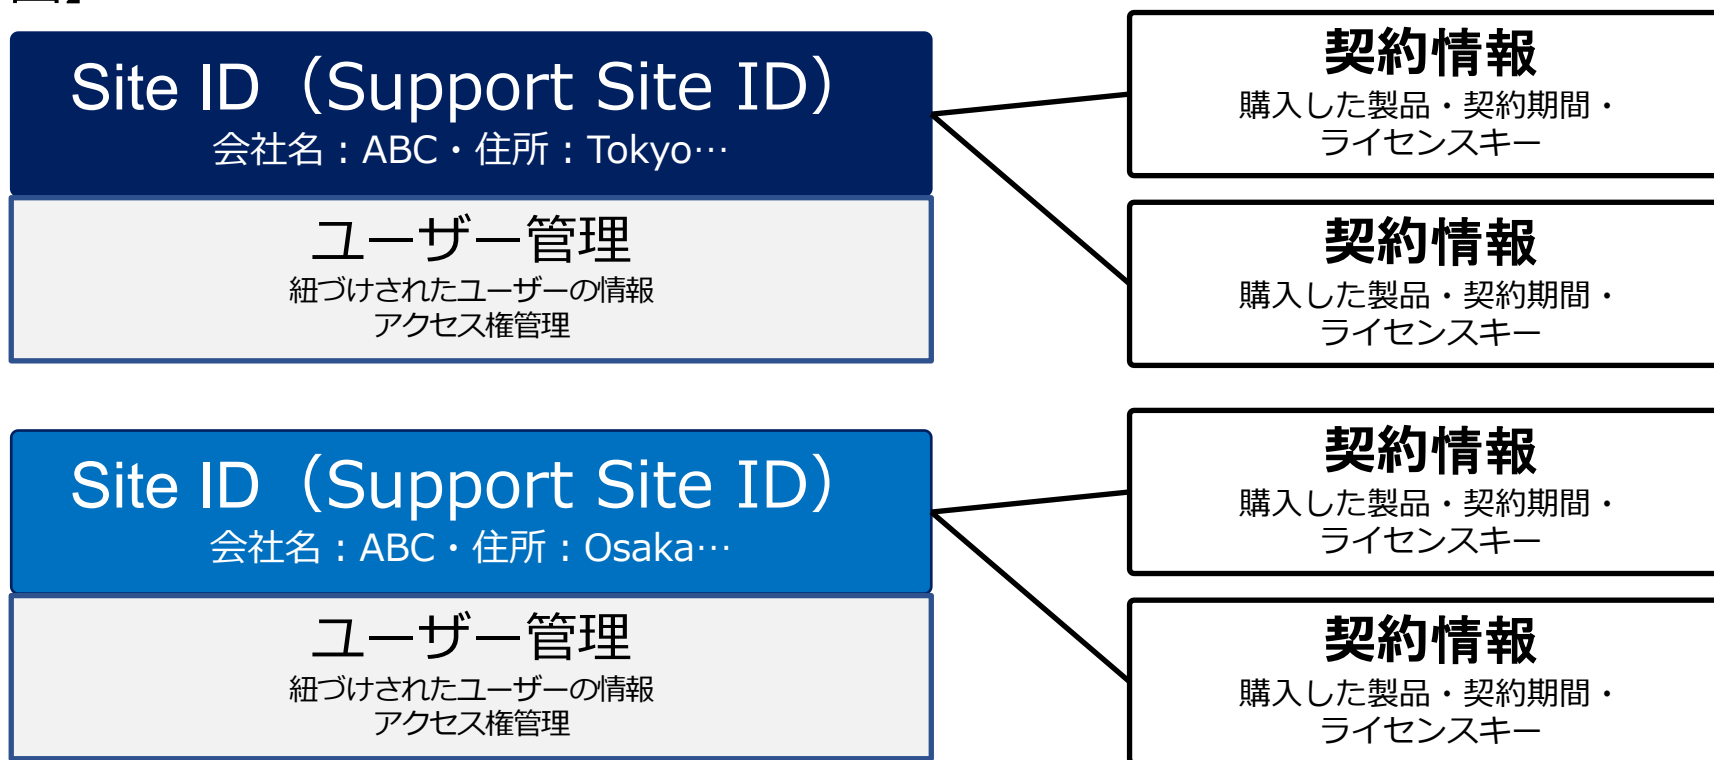 Site ID（Support Site ID）
会社名：ABC・住所：Tokyo…
ユーザー管理
紐づけされたユーザーの情報
アクセス権管理
契約情報
購入した製品・契約期間・
ライセンスキー
契約情報
購入した製品・契約期間・
ライセンスキー
Site ID（Support Site ID）
会社名：ABC・住所：Osaka…
ユーザー管理
紐づけされたユーザーの情報
アクセス権管理
契約情報
購入した製品・契約期間・
ライセンスキー
契約情報
購入した製品・契約期間・
ライセンスキー